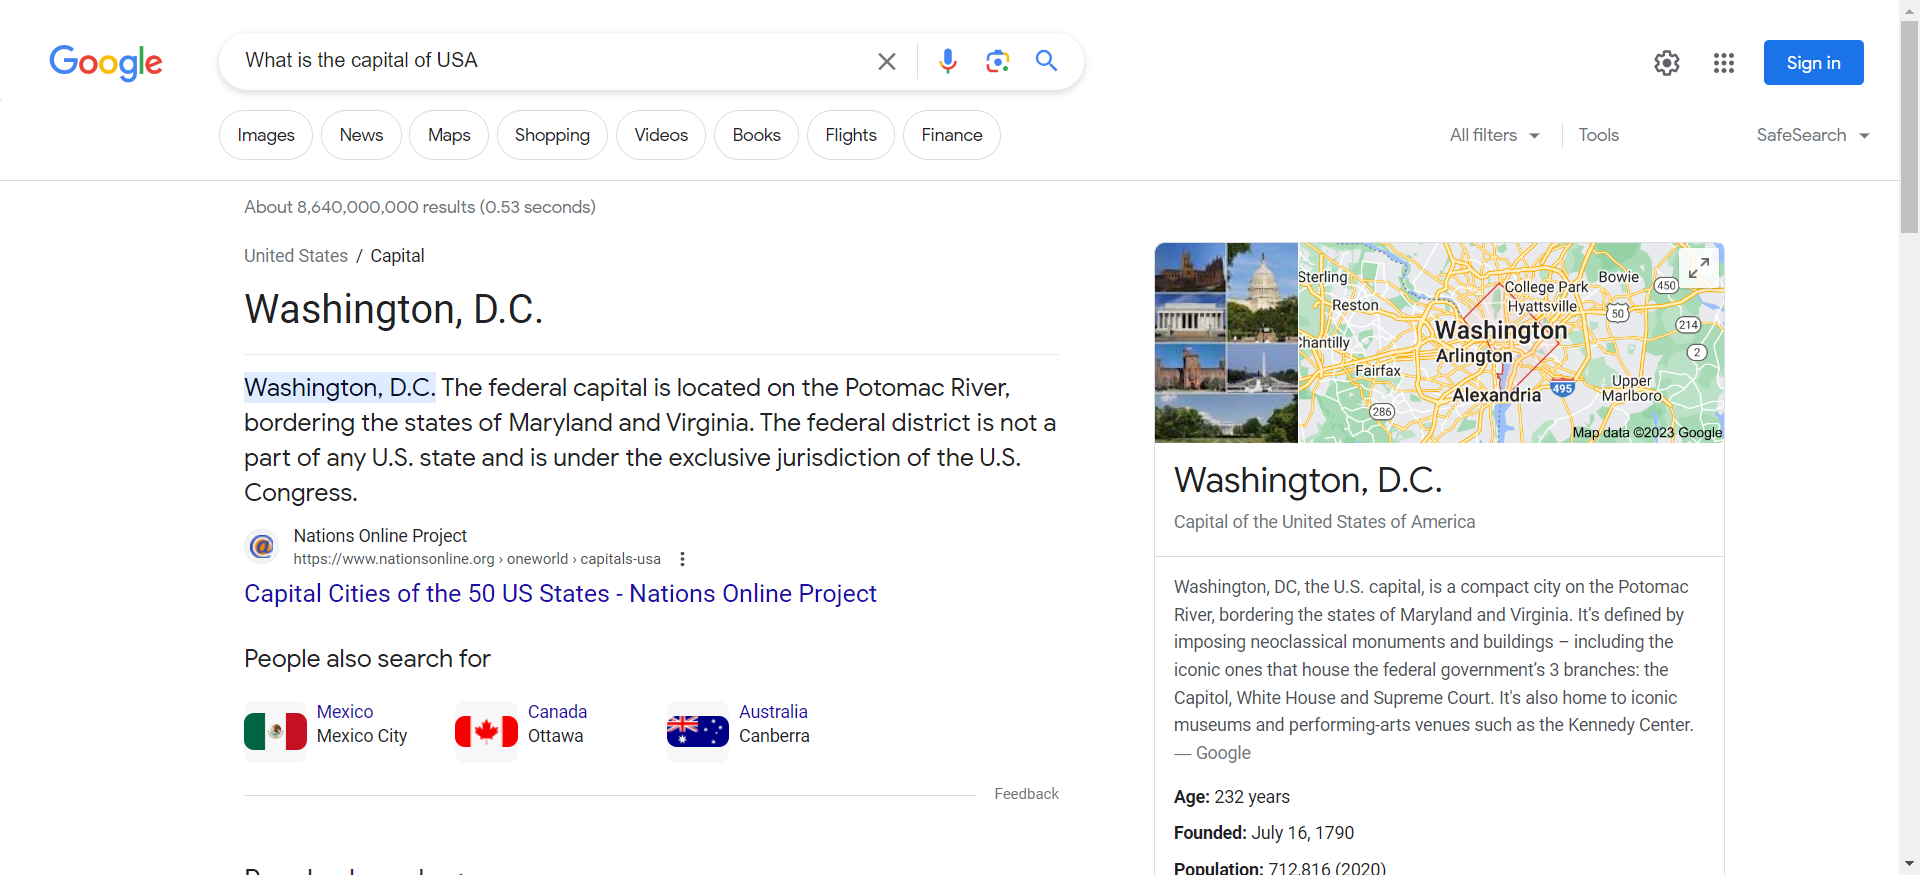 Google
What is the capital of USA
Sign in
Images
News
Maps
Shopping
Videos
Books
Flights
Finance
All filters
Tools
SafeSearch
About 8,640,000,000 results (0.53 seconds)
United States / Capital
Washington, D.C.
Washington, D.C. The federal capital is located on the Potomac River,
bordering the states of Maryland and Virginia. The federal district is not a
part of any U.S. state and is under the exclusive jurisdiction of the U.S.
Congress.
Nations Online Project
https://www.nationsonline.org › oneworld › capitals-usa
Capital Cities of the 50 US States - Nations Online Project
People also search for
Mexico
Mexico City
Canada
Ottawa
Australia
Canberra
Feedback
Sterling
Bowie
College Park
450
Reston
Hyattsville
50
Washington
214
Chantilly
Arlington
2
Fairfax
Upper
Marlboro
495
Alexandria
286
Map data ©2023 Google
Washington, D.C.
Capital of the United States of America
Washington, DC, the U.S. capital, is a compact city on the Potomac
River, bordering the states of Maryland and Virginia. It’s defined by
imposing neoclassical monuments and buildings – including the
iconic ones that house the federal government’s 3 branches: the
Capitol, White House and Supreme Court. It's also home to iconic
museums and performing-arts venues such as the Kennedy Center.
— Google
Age: 232 years
Founded: July 16, 1790
Population: 712,816 (2020)